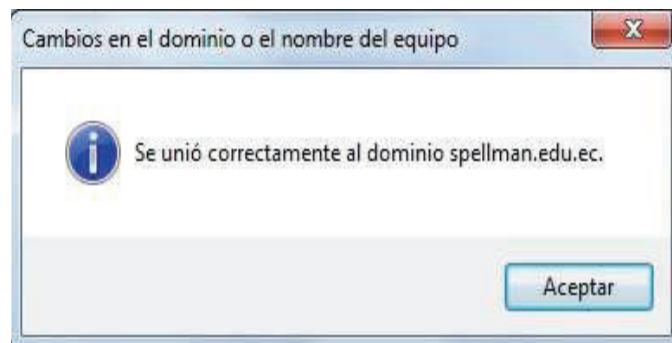 Cambios en el dominio o el nombre del equipo
Se unió correctamente al dominio spellman.edu.ec.
Aceptar